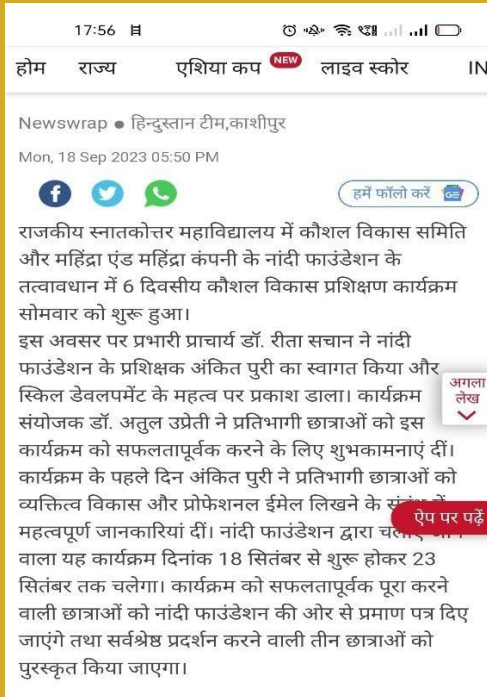 17:56
होम राज्य एशिया कप NEW लाइव स्कोर IN
Newswrap ● हिन्दुस्तान टीम,काशीपुर
Mon, 18 Sep 2023 05:50 PM
हमें फॉलो करें
राजकीय स्नातकोत्तर महाविद्यालय में कौशल विकास समिति
और महिंद्रा एंड महिंद्रा कंपनी के नांदी फाउंडेशन के
तत्वावधान में 6 दिवसीय कौशल विकास प्रशिक्षण कार्यक्रम
सोमवार को शुरू हुआ।
इस अवसर पर प्रभारी प्राचार्य डॉ. रीता सचान ने नांदी
फाउंडेशन के प्रशिक्षक अंकित पुरी का स्वागत किया और
स्किल डेवलपमेंट के महत्व पर प्रकाश डाला। कार्यक्रम
संयोजक डॉ. अतुल उप्रेती ने प्रतिभागी छात्राओं को इस
कार्यक्रम को सफलतापूर्वक करने के लिए शुभकामनाएं दीं।
कार्यक्रम के पहले दिन अंकित पुरी ने प्रतिभागी छात्राओं को
व्यक्तित्व विकास और प्रोफेशनल ईमेल लिखने के
महत्वपूर्ण जानकारियां दीं। नांदी फाउंडेशन द्वारा
वाला यह कार्यक्रम दिनांक 18 सितंबर से शुरू होकर 23
सितंबर तक चलेगा। कार्यक्रम को सफलतापूर्वक पूरा करने
वाली छात्राओं को नांदी फाउंडेशन की ओर से प्रमाण पत्र दिए
जाएंगे तथा सर्वश्रेष्ठ प्रदर्शन करने वाली तीन छात्राओं को
पुरस्कृत किया जाएगा।
अगला
लेख
ऐप पर पढ़ें